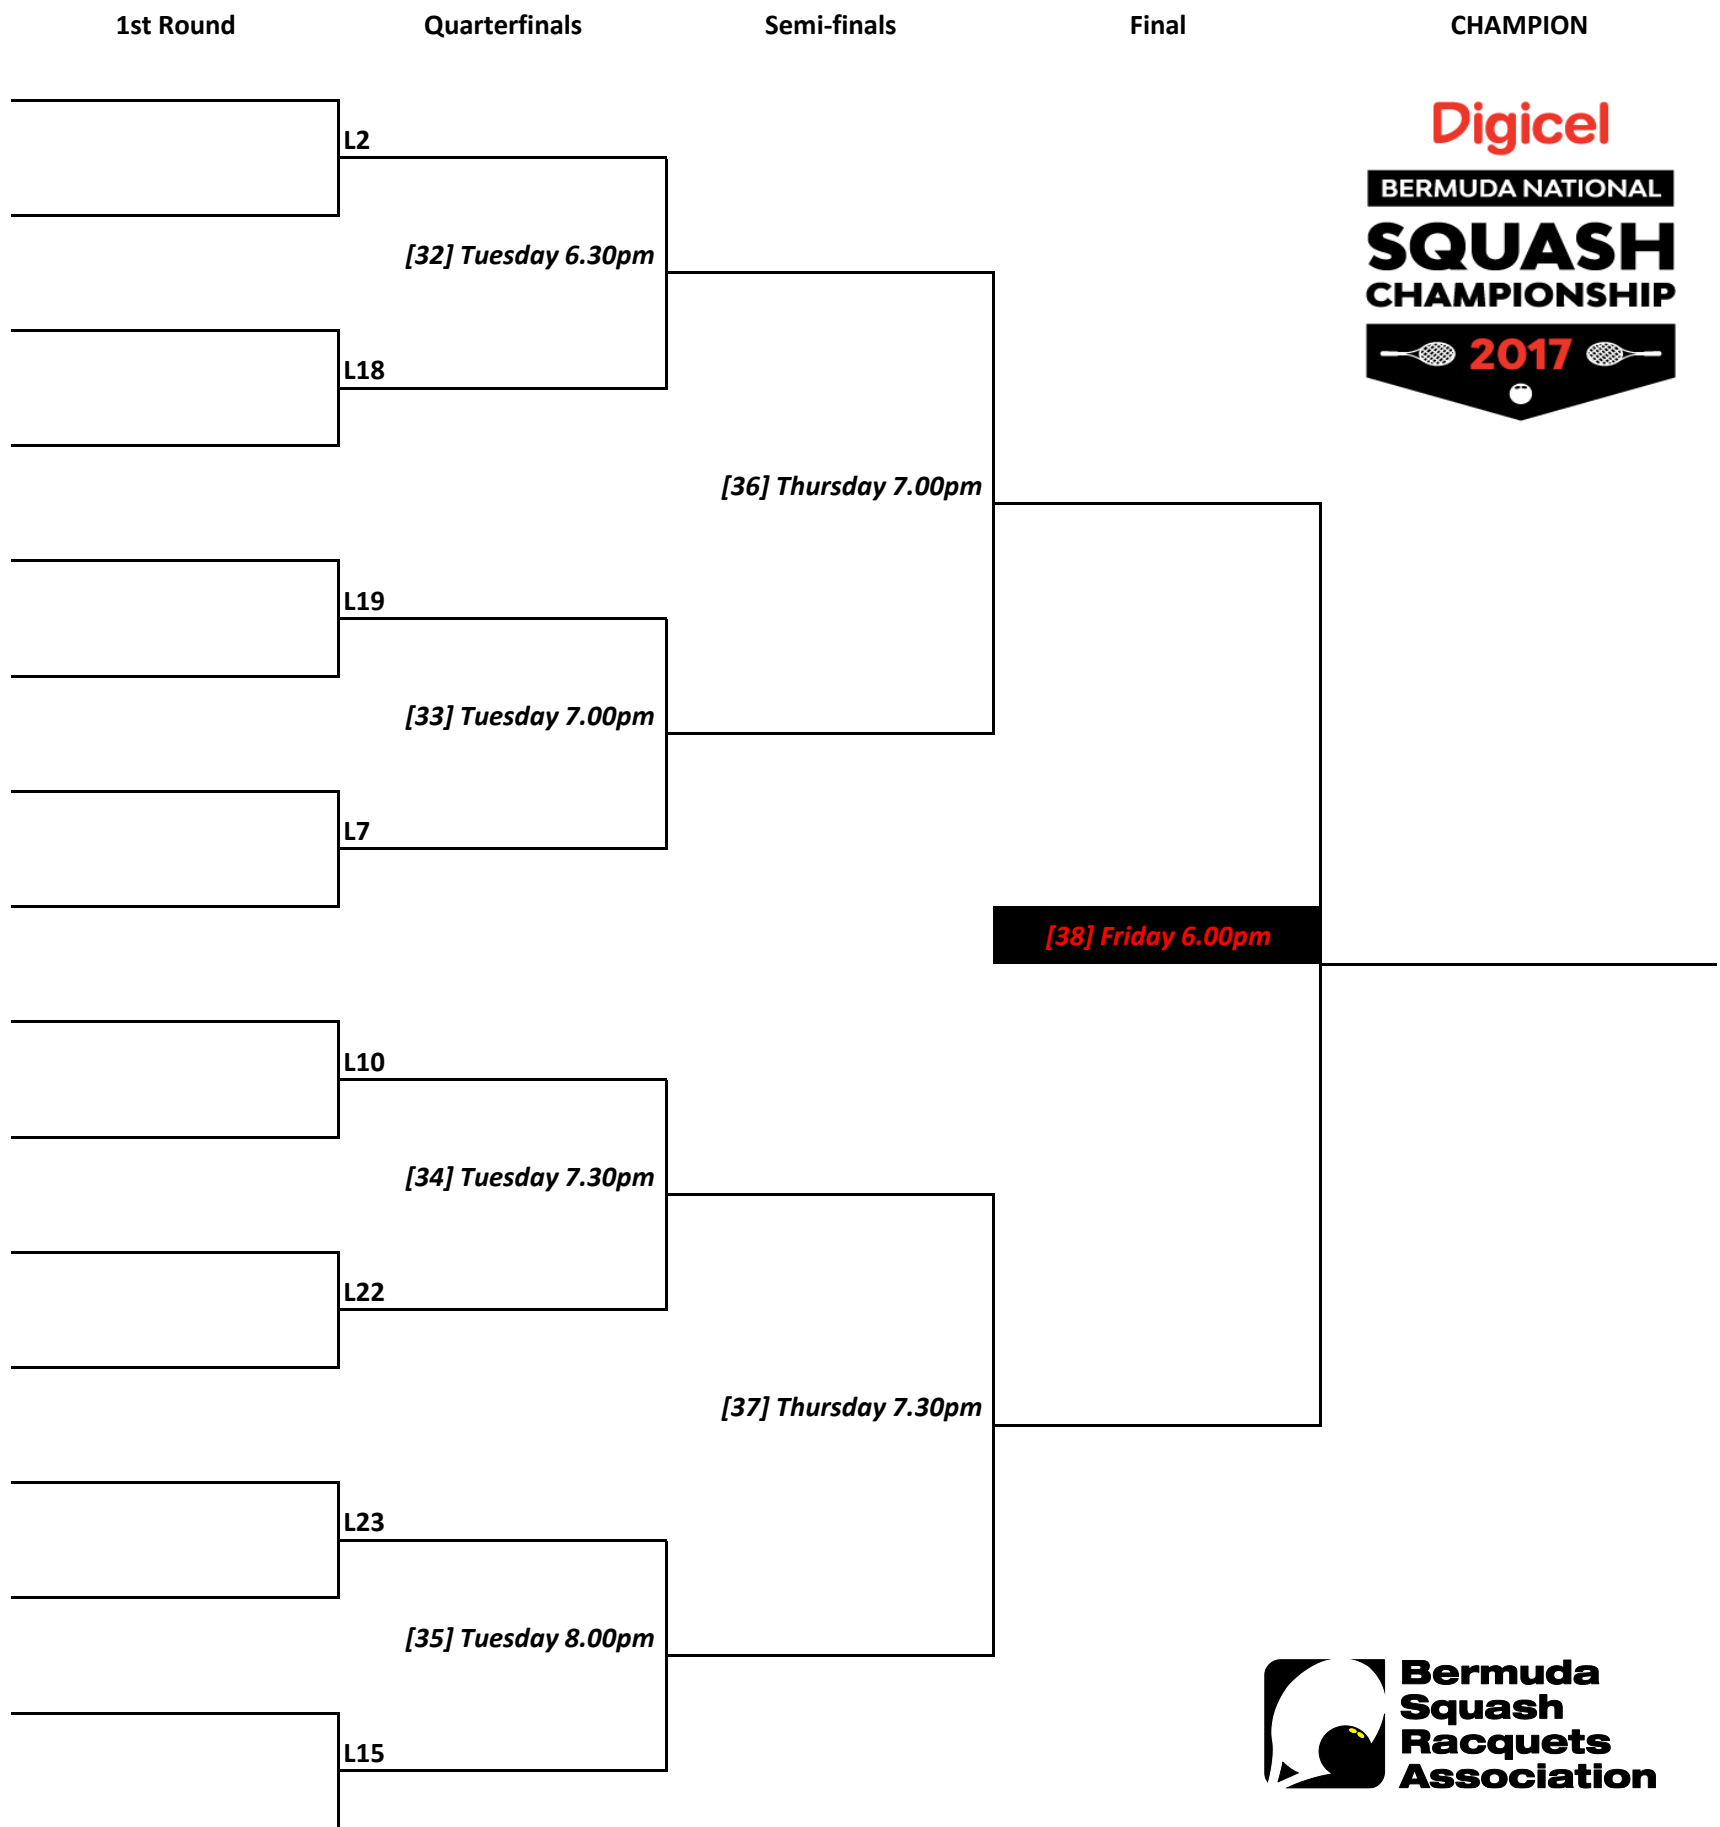 1st Round Quarterfinals Semi-finals Final CHAMPION
Digicel
BERMUDA NATIONAL
SQUASH
CHAMPIONSHIP
2017
L2
[32] Tuesday 6.30pm
L18
[36] Thursday 7.00pm
L19
[33] Tuesday 7.00pm
L7
[38] Friday 6.00pm
L10
[34] Tuesday 7.30pm
L22
[37] Thursday 7.30pm
L23
[35] Tuesday 8.00pm
L15
Bermuda
Squash
Racquets
Association